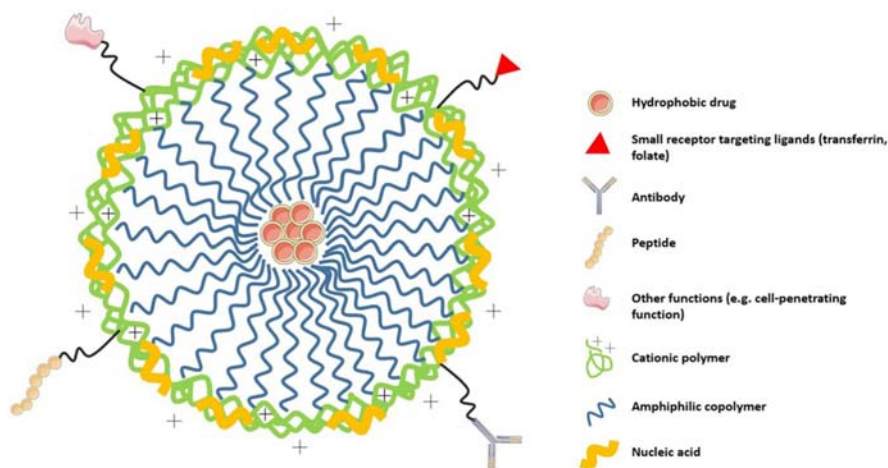 Hydrophobic drug
Small receptor targeting ligands (transferrin,
folate)
Antibody
Peptide
Other functions (e.g. cell-penetrating
function)
Cationic polymer
Amphiphilic copolymer
Nucleic acid